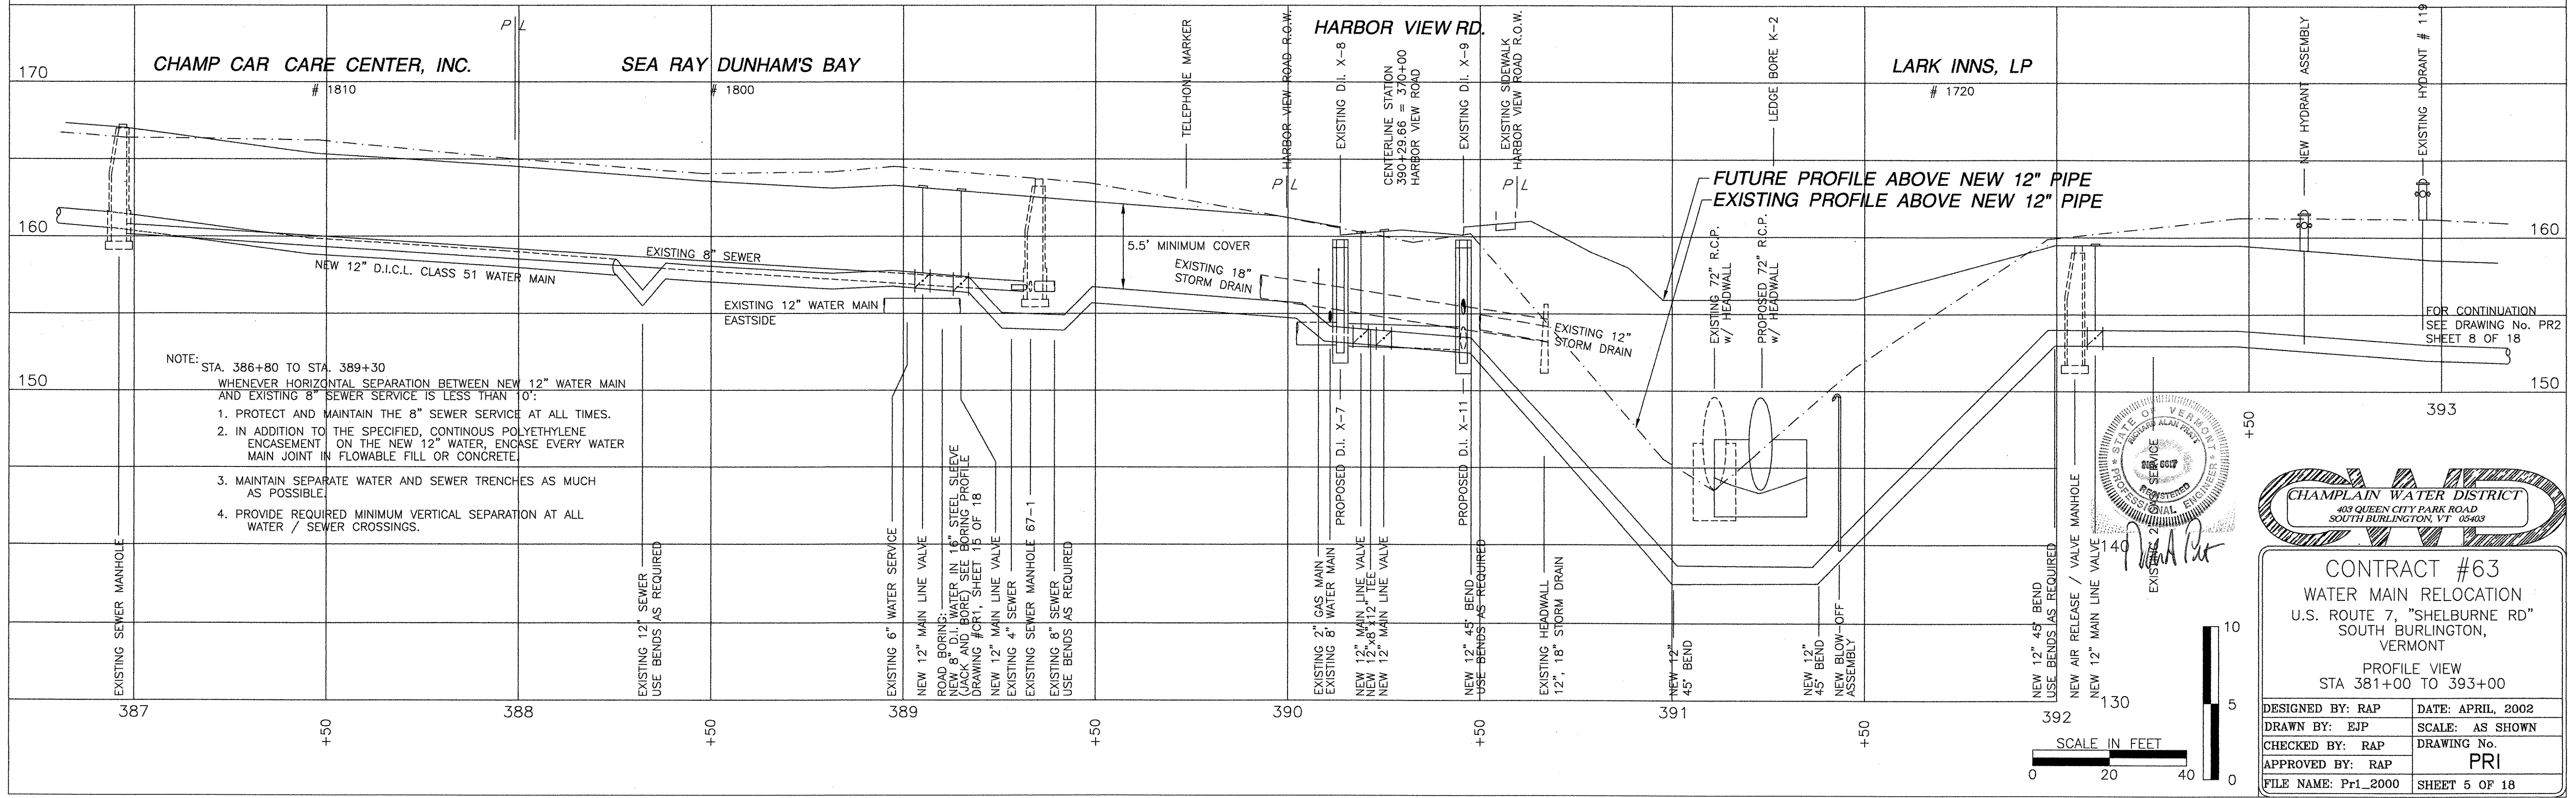 HARBOR VIEW RD.
CHAMP CAR CARE CENTER, INC.
# 1810
P L
SEA RAY DUNHAM'S BAY
# 1800
LARK INNS, LP
# 1720
170
160
150
TELEPHONE MARKER
P L
HARBOR VIEW ROAD R.O.W.
EXISTING D.I. X-8
CENTERLINE STATION
390+29.66 = 370+00
HARBOR VIEW ROAD
EXISTING D.I. X-9
EXISTING SIDEWALK
HARBOR VIEW ROAD R.O.W.
P L
LEDGE BORE K-2
NEW HYDRANT ASSEMBLY
EXISTING HYDRANT # 119
FUTURE PROFILE ABOVE NEW 12" PIPE
EXISTING PROFILE ABOVE NEW 12" PIPE
160
150
140
130
EXISTING 8" SEWER
NEW 12" D.I.C.L. CLASS 51 WATER MAIN
EXISTING 12" WATER MAIN
EASTSIDE
5.5' MINIMUM COVER
EXISTING 18"
STORM DRAIN
EXISTING 12"
STORM DRAIN
EXISTING 72" R.C.P.
w/ HEADWALL
PROPOSED 72" R.C.P.
w/ HEADWALL
FOR CONTINUATION
SEE DRAWING No. PR2
SHEET 8 OF 18
NOTE:
STA. 386+80 TO STA. 389+30
WHENEVER HORIZONTAL SEPARATION BETWEEN NEW 12" WATER MAIN
AND EXISTING 8" SEWER SERVICE IS LESS THAN 10':
1. PROTECT AND MAINTAIN THE 8" SEWER SERVICE AT ALL TIMES.
2. IN ADDITION TO THE SPECIFIED, CONTINOUS POLYETHYLENE
ENCASEMENT ON THE NEW 12" WATER, ENCASE EVERY WATER
MAIN JOINT IN FLOWABLE FILL OR CONCRETE.
3. MAINTAIN SEPARATE WATER AND SEWER TRENCHES AS MUCH
AS POSSIBLE.
4. PROVIDE REQUIRED MINIMUM VERTICAL SEPARATION AT ALL
WATER / SEWER CROSSINGS.
EXISTING SEWER MANHOLE
EXISTING 12" SEWER
USE BENDS AS REQUIRED
EXISTING 6" WATER SERVICE
NEW 12" MAIN LINE VALVE
ROAD BORING:
NEW 8" D.I. WATER IN 16" STEEL SLEEVE
(JACK AND BORE) SEE BORING PROFILE
DRAWING #CR1, SHEET 15 OF 18
NEW 12" MAIN LINE VALVE
EXISTING 4" SEWER
EXISTING SEWER MANHOLE 67-1
EXISTING 8" SEWER
USE BENDS AS REQUIRED
EXISTING 2" GAS MAIN
EXISTING 8' WATER MAIN
PROPOSED D.I. X-7
NEW 12" MAIN LINE VALVE
NEW 12"x8"x12" TEE
NEW 12" MAIN LINE VALVE
PROPOSED D.I. X-11
NEW 12" 45° BEND
USE BENDS AS REQUIRED
EXISTING HEADWALL
12", 18" STORM DRAIN
NEW 12"
45° BEND
NEW 12"
45° BEND
NEW BLOW-OFF
ASSEMBLY
NEW 12" 45° BEND
USE BENDS AS REQUIRED
NEW AIR RELEASE / VALVE MANHOLE
NEW 12" MAIN LINE VALVE
STATE OF VERMONT
RICHARD ALAN PRATT
REGISTERED
PROFESSIONAL ENGINEER
387
+50
388
+50
389
+50
390
+50
391
+50
392
+50
393
SCALE IN FEET
0 20 40
10
5
0
CWD
CHAMPLAIN WATER DISTRICT
403 QUEEN CITY PARK ROAD
SOUTH BURLINGTON, VT 05403
CONTRACT #63
WATER MAIN RELOCATION
U.S. ROUTE 7, "SHELBURNE RD"
SOUTH BURLINGTON,
VERMONT
PROFILE VIEW
STA 381+00 TO 393+00
DESIGNED BY: RAP
DATE: APRIL, 2002
DRAWN BY: EJP
SCALE: AS SHOWN
CHECKED BY: RAP
DRAWING No.
PR1
APPROVED BY: RAP
FILE NAME: Pr1_2000
SHEET 5 OF 18